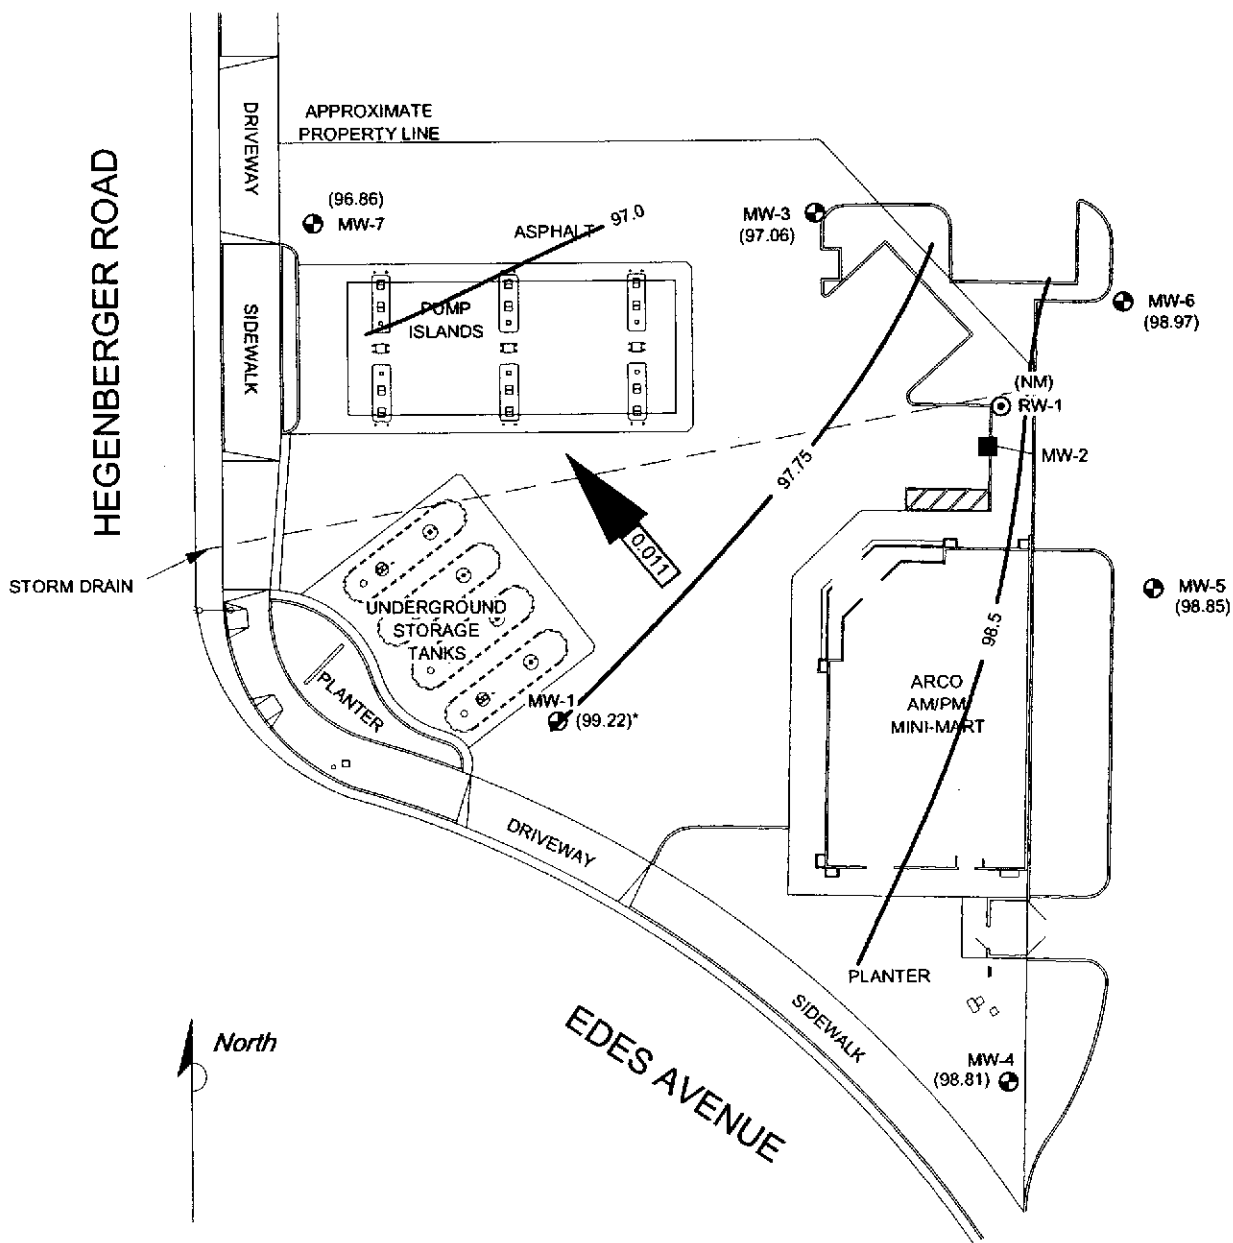 APPROXIMATE
PROPERTY LINE
DRIVEWAY
HEGENBERGER ROAD
(96.86)
MW-7
ASPHALT
97.0
MW-3
(97.06)
PUMP
ISLANDS
SIDEWALK
MW-6
(98.97)
(NM)
RW-1
MW-2
97.75
0.011
STORM DRAIN
UNDERGROUND
STORAGE
TANKS
MW-5
(98.85)
98.5
PLANTER
MW-1
(99.22)*
ARCO
AM/PM
MINI-MART
DRIVEWAY
PLANTER
SIDEWALK
North
EDES AVENUE
MW-4
(98.81)